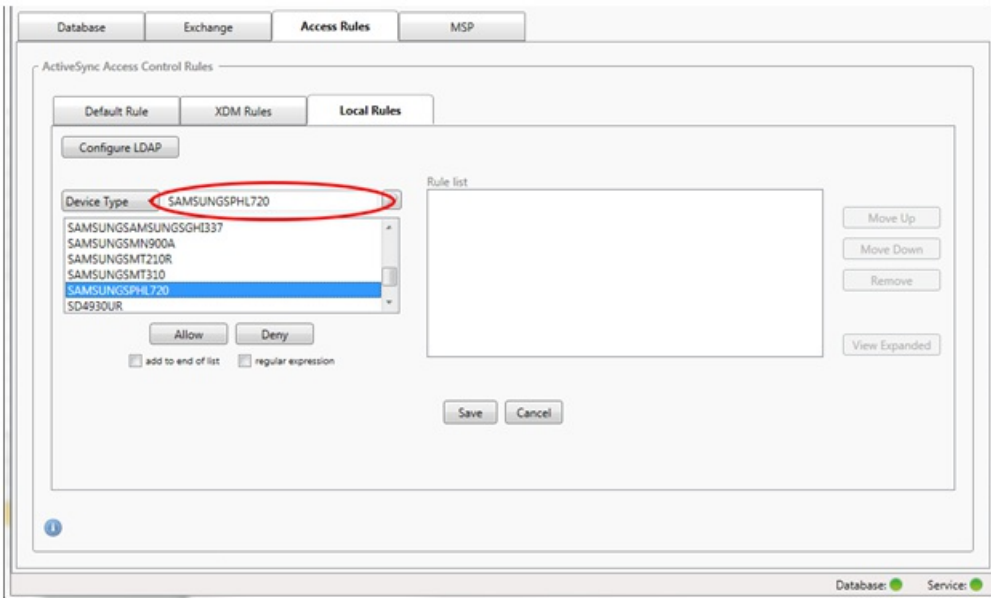 Database Exchange Access Rules MSP
ActiveSync Access Control Rules
Default Rule XDM Rules Local Rules
Configure LDAP
Rule list
Device Type SAMSUNGSPHL720
SAMSUNGSAMSUNGSGHI337
SAMSUNGSMN900A
SAMSUNGSMT210R
SAMSUNGSMT310
SAMSUNGSPHL720
SD4930UR
Move Up
Move Down
Remove
View Expanded
Allow Deny
add to end of list regular expression
Save Cancel
Database: Service: